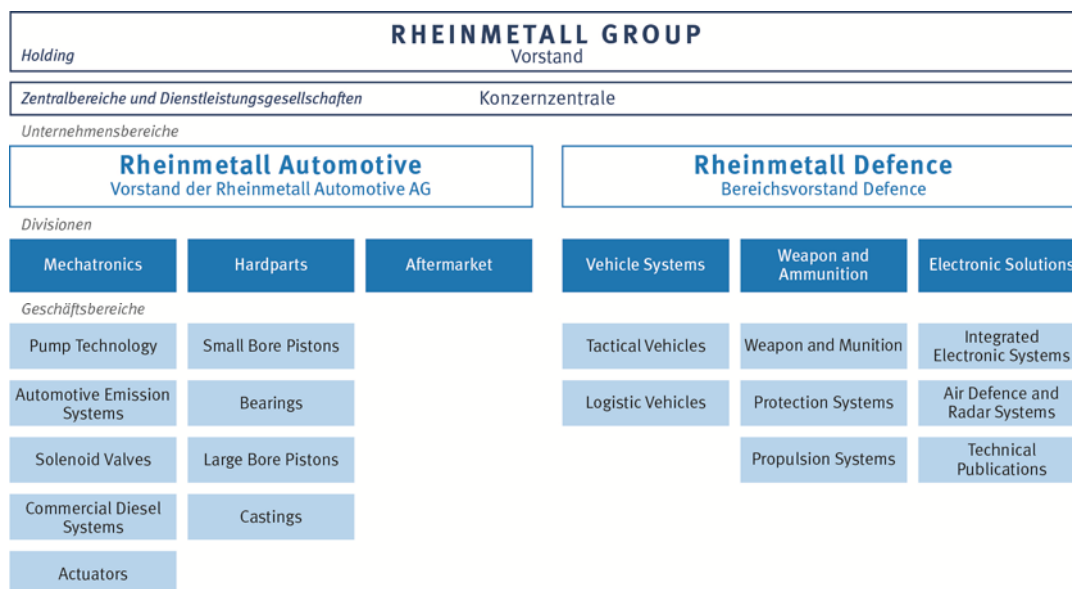 RHEINMETALL GROUP
Holding
Vorstand
Zentralbereiche und Dienstleistungsgesellschaften
Konzernzentrale
Unternehmensbereiche
Rheinmetall Automotive
Vorstand der Rheinmetall Automotive AG
Rheinmetall Defence
Bereichsvorstand Defence
Divisionen
Mechatronics
Hardparts
Aftermarket
Vehicle Systems
Weapon and
Ammunition
Electronic Solutions
Geschäftsbereiche
Pump Technology
Small Bore Pistons
Tactical Vehicles
Weapon and Munition
Integrated
Electronic Systems
Automotive Emission
Systems
Bearings
Logistic Vehicles
Protection Systems
Air Defence and
Radar Systems
Solenoid Valves
Large Bore Pistons
Propulsion Systems
Technical
Publications
Commercial Diesel
Systems
Castings
Actuators